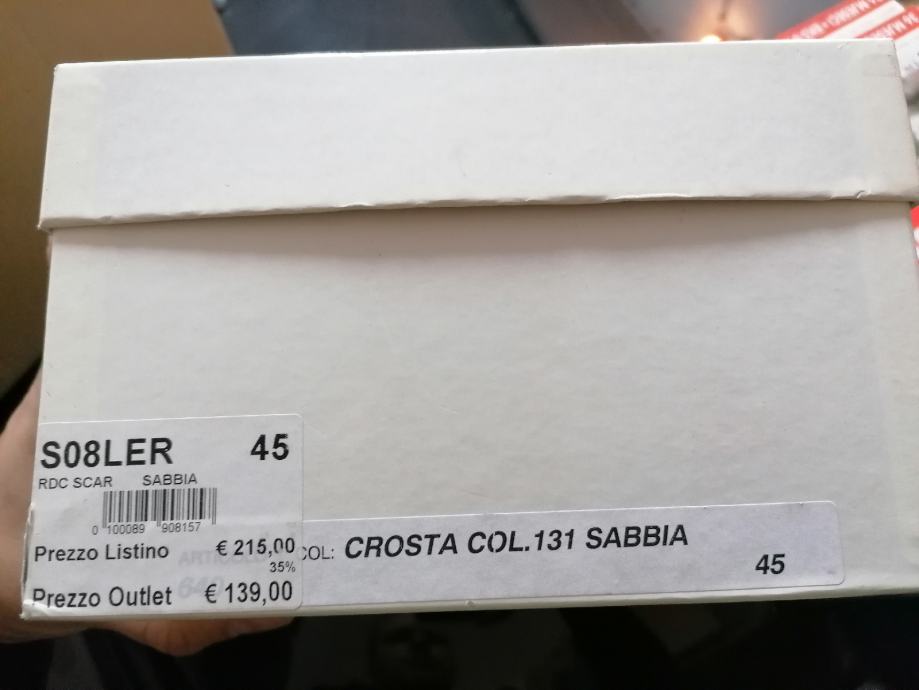 S08LER 45
RDC SCAR SABBIA
0 100089 908157
Prezzo Listino € 215,00
35%
Prezzo Outlet € 139,00
COL: CROSTA COL.131 SABBIA
45